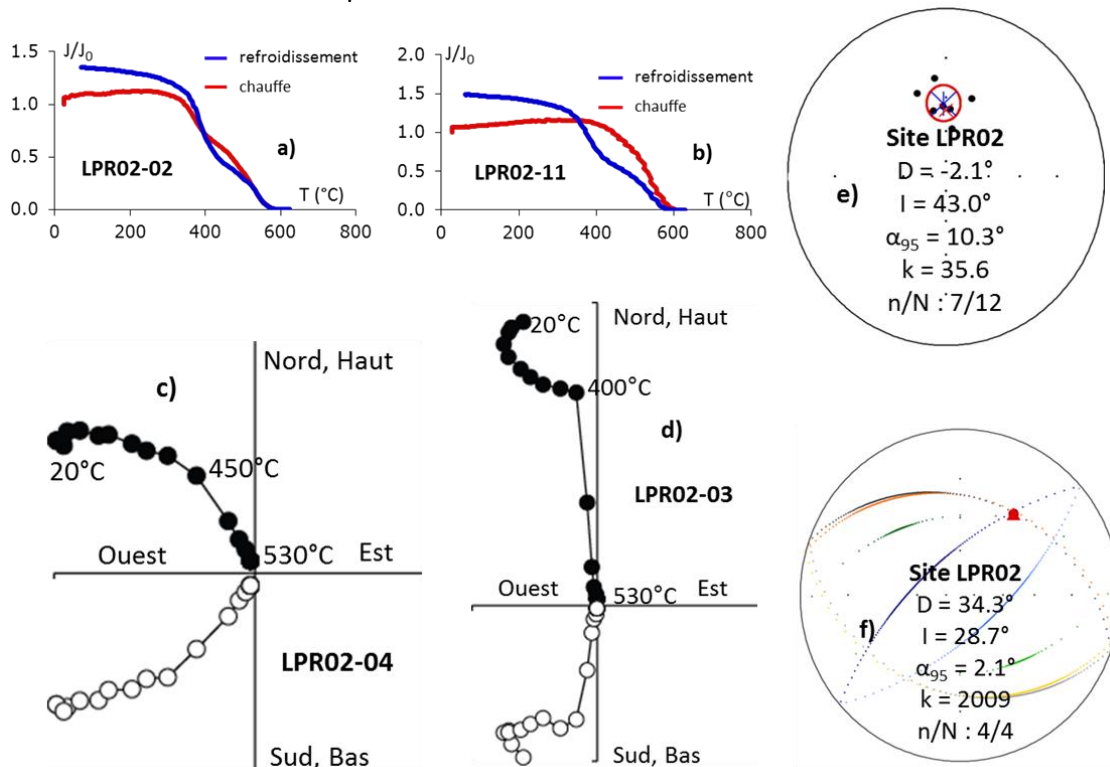 J/J₀
1.5
1.0
0.5
0.0
0
200
400
600
800
T (°C)
refroidissement
chauffe
a)
LPR02-02
J/J₀
2.0
1.5
1.0
0.5
0.0
0
200
400
600
800
T (°C)
refroidissement
chauffe
b)
LPR02-11
e)
Site LPR02
D = -2.1°
I = 43.0°
α₉₅ = 10.3°
k = 35.6
n/N : 7/12
c)
Nord, Haut
20°C
450°C
530°C
Ouest
Est
LPR02-04
Sud, Bas
d)
Nord, Haut
20°C
400°C
LPR02-03
530°C
Ouest
Est
Sud, Bas
f)
Site LPR02
D = 34.3°
I = 28.7°
α₉₅ = 2.1°
k = 2009
n/N : 4/4